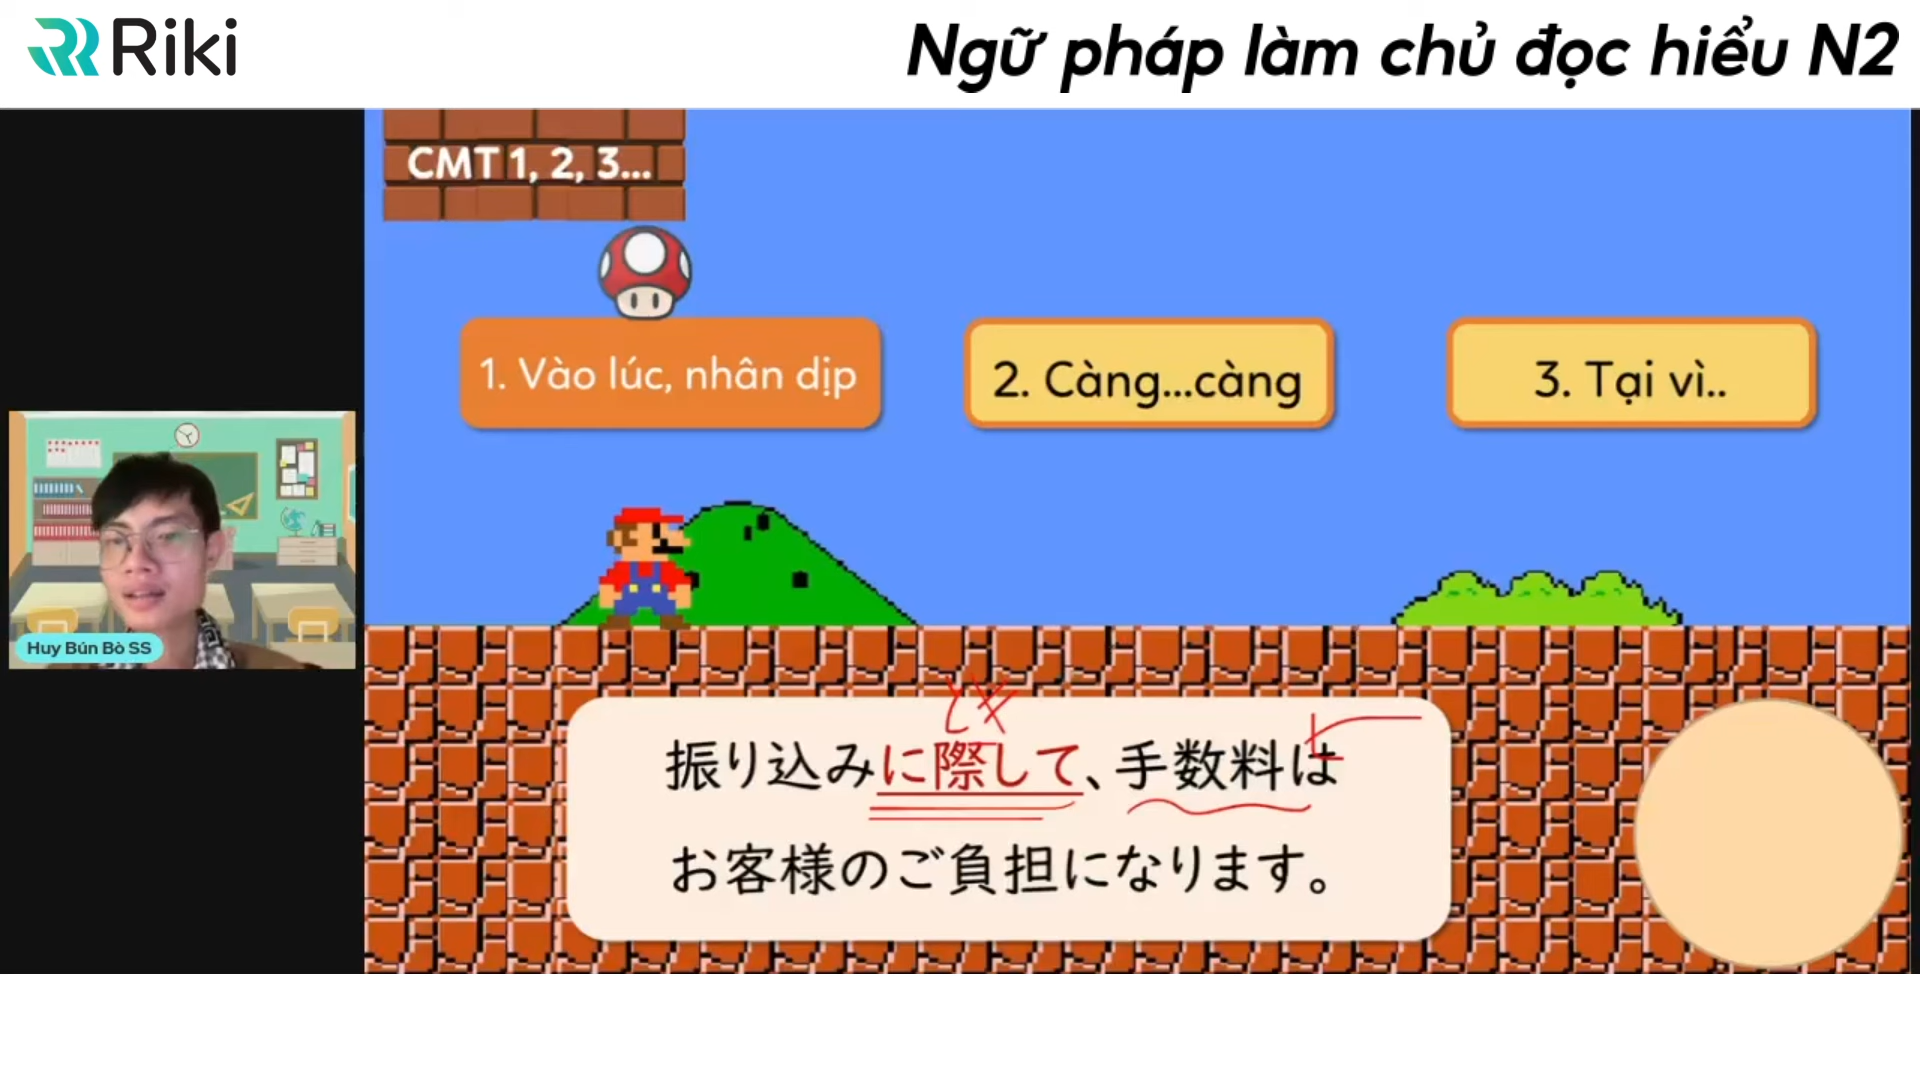 Riki
Ngữ pháp làm chủ đọc hiểu N2
CMT 1, 2, 3...
1. Vào lúc, nhân dịp
2. Càng...càng
3. Tại vì..
Huy Bún Bò SS
とき
振り込みに際して、手数料は
お客様のご負担になります。